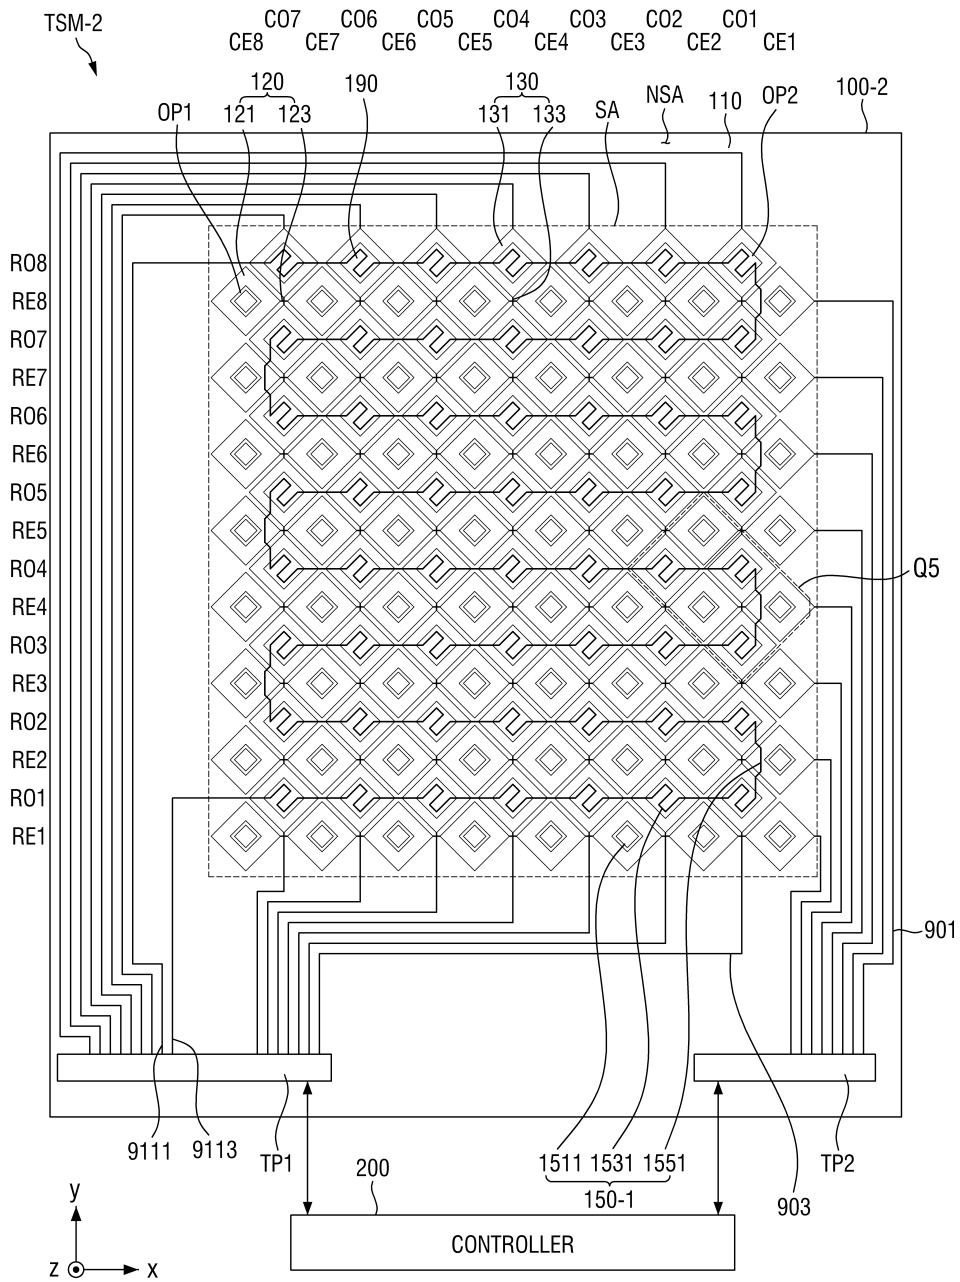 TSM-2
CO7 CO6 CO5 CO4 CO3 CO2 CO1
CE8 CE7 CE6 CE5 CE4 CE3 CE2 CE1
120 190 130 NSA
OP1 121 123 131 133 SA 110 OP2 100-2
RO8
RE8
RO7
RE7
RO6
RE6
RO5
RE5
RO4
Q5
RE4
RO3
RE3
RO2
RE2
RO1
RE1
901
9111 9113 TP1 1511 1531 1551 TP2
150-1 903
200
CONTROLLER
y
z x